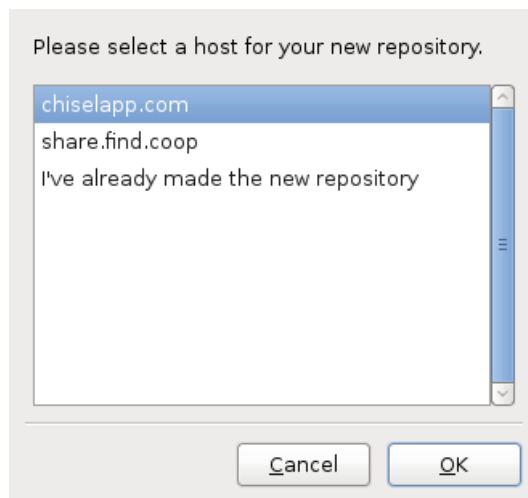 Please select a host for your new repository.
chiselapp.com
share.find.coop
I've already made the new repository
Cancel
OK